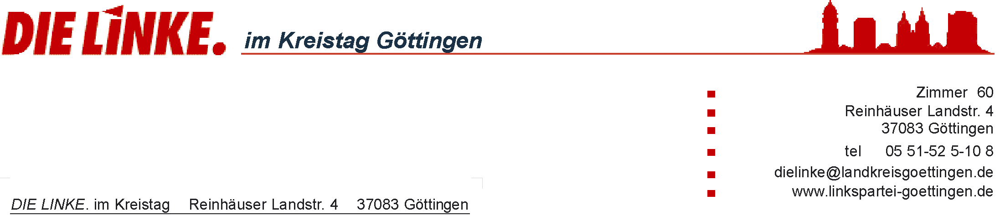 DIE LINKE. im Kreistag Göttingen
Zimmer 60
Reinhäuser Landstr. 4
37083 Göttingen
tel 05 51-52 5-10 8
dielinke@landkreisgoettingen.de
www.linkspartei-goettingen.de
DIE LINKE. im Kreistag Reinhäuser Landstr. 4 37083 Göttingen